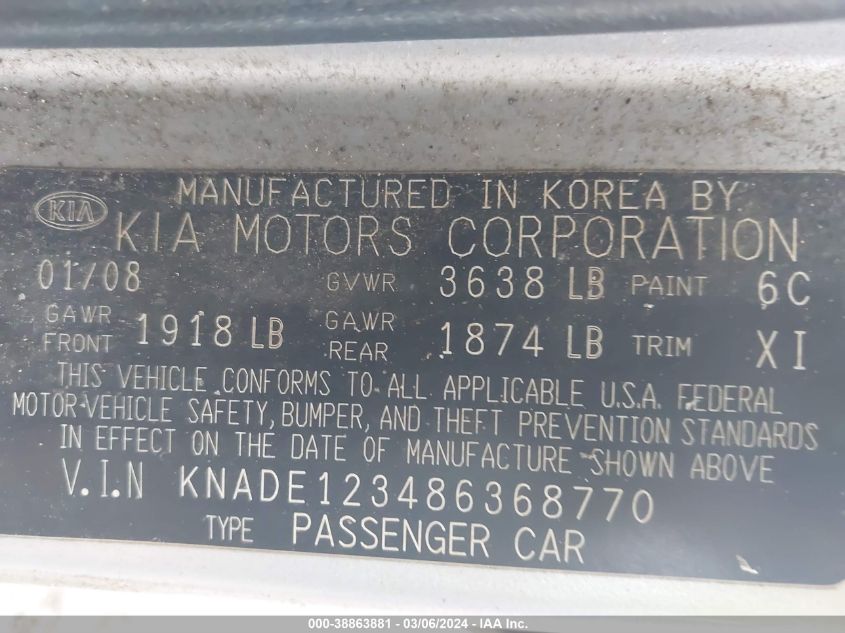 MANUFACTURED IN KOREA BY
KIA KIA MOTORS CORPORATION
01/08 GVWR 3638 LB PAINT 6C
GAWR FRONT 1918 LB GAWR REAR 1874 LB TRIM XI
THIS VEHICLE CONFORMS TO ALL APPLICABLE U.S.A. FEDERAL
MOTOR-VEHICLE SAFETY, BUMPER, AND THEFT PREVENTION STANDARDS
IN EFFECT ON THE DATE OF MANUFACTURE SHOWN ABOVE
V.I.N KNADE123486368770
TYPE PASSENGER CAR
000-38863881 - 03/06/2024 - IAA Inc.